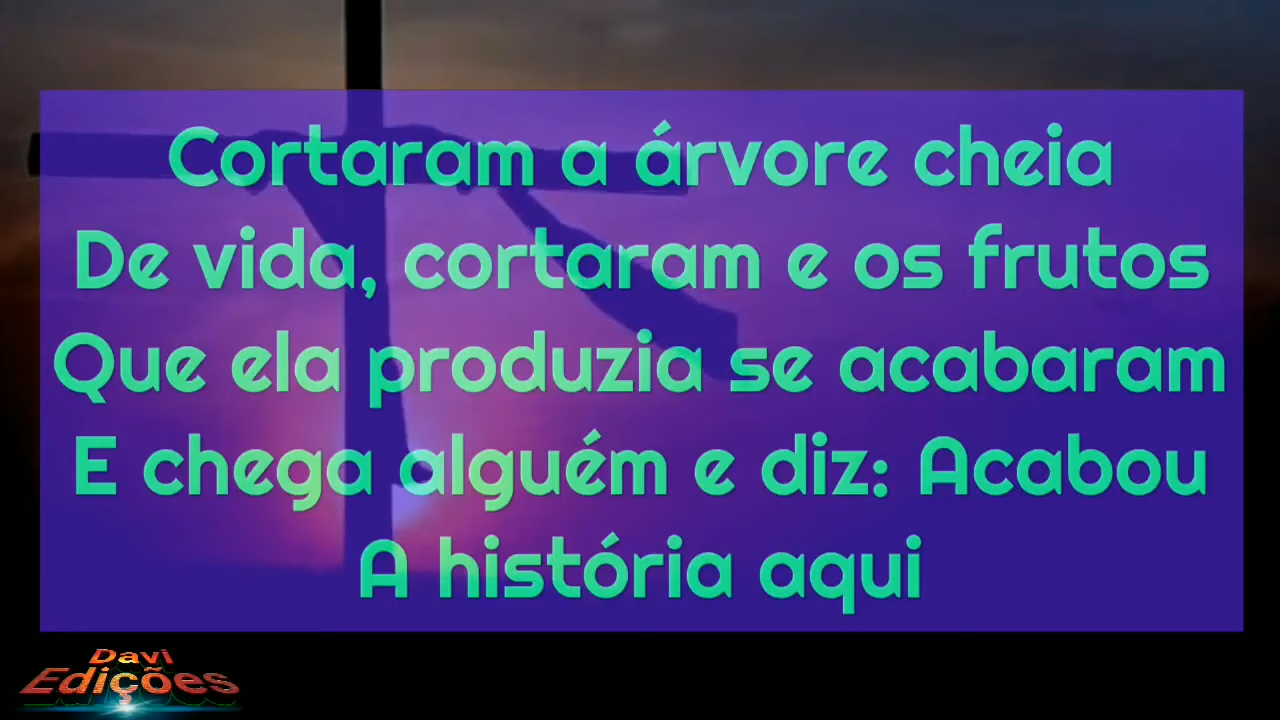 Cortaram a árvore cheia
De vida, cortaram e os frutos
Que ela produzia se acabaram
E chega alguém e diz: Acabou
A história aqui
Davi
Edições